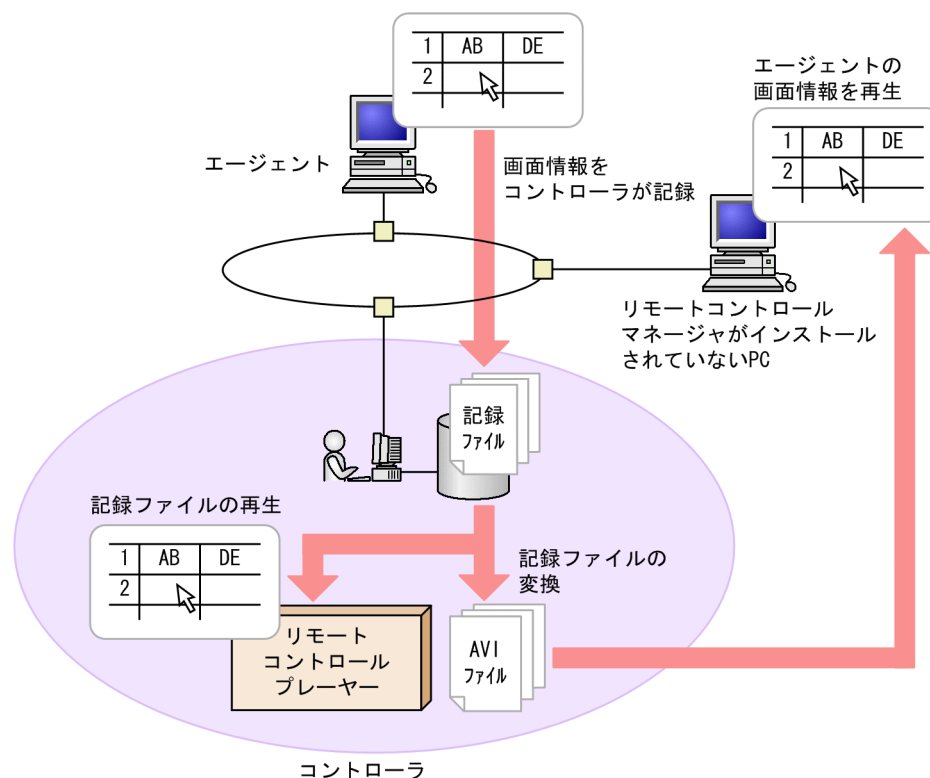 1 AB DE
2
エージェント
画面情報を
コントローラが記録
エージェントの
画面情報を再生
1 AB DE
2
リモートコントロール
マネージャがインストール
されていないPC
記録
ファイル
記録ファイルの再生
1 AB DE
2
記録ファイルの
変換
リモート
コントロール
プレーヤー
AVI
ファイル
コントローラ